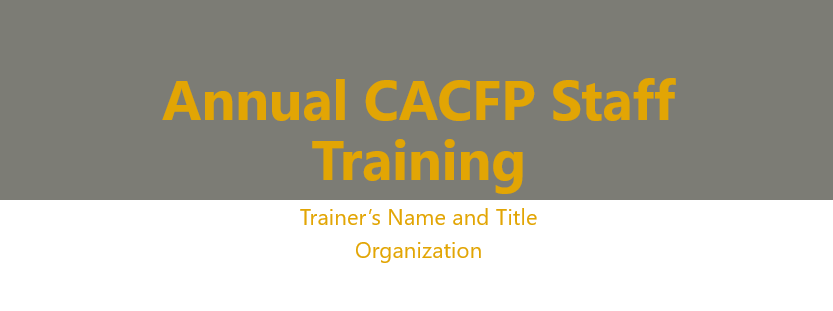 Annual CACFP Staff
Training
Trainer’s Name and Title
Organization